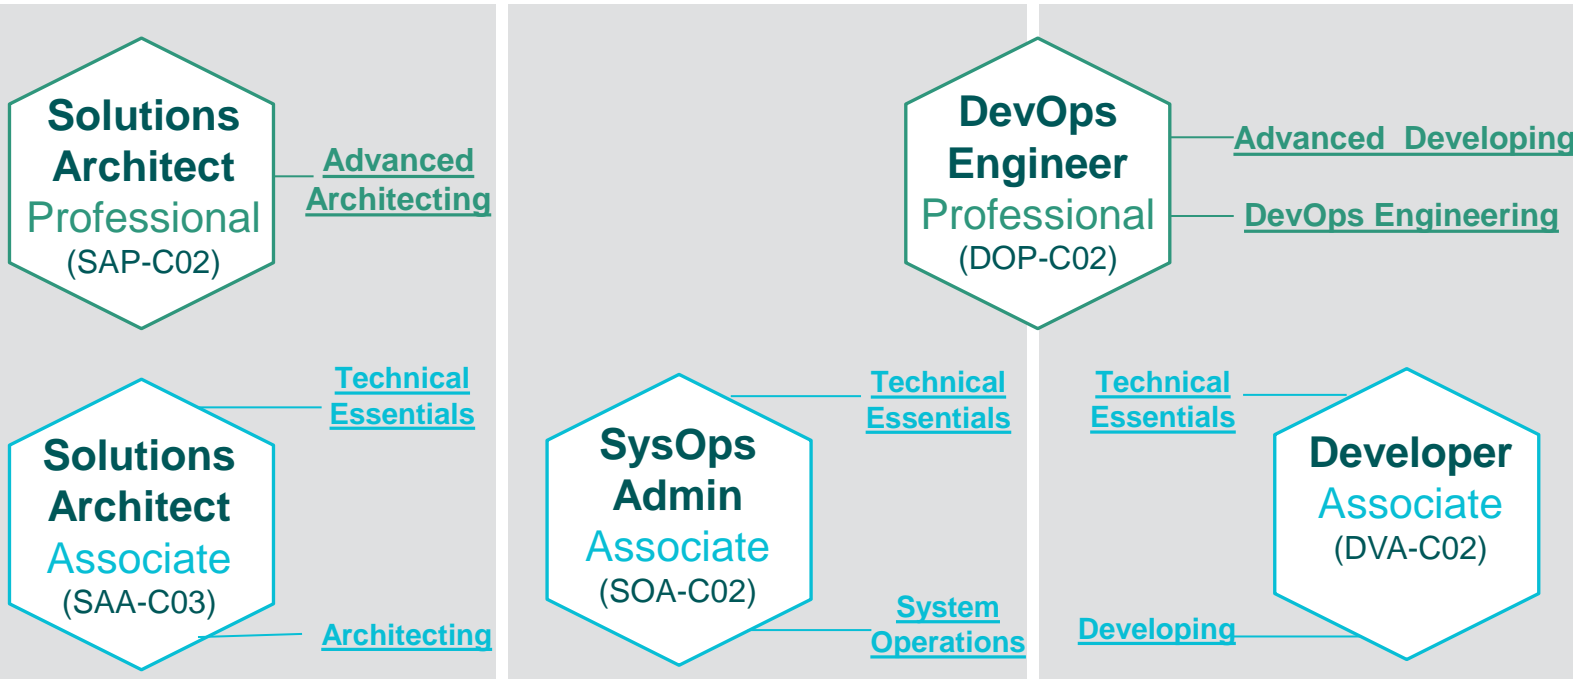 Solutions
Architect
Professional
(SAP-C02)
Advanced
Architecting
DevOps
Engineer
Professional
(DOP-C02)
Advanced Developing
DevOps Engineering
Solutions
Architect
Associate
(SAA-C03)
Technical
Essentials
Architecting
SysOps
Admin
Associate
(SOA-C02)
Technical
Essentials
System
Operations
Technical
Essentials
Developing
Developer
Associate
(DVA-C02)